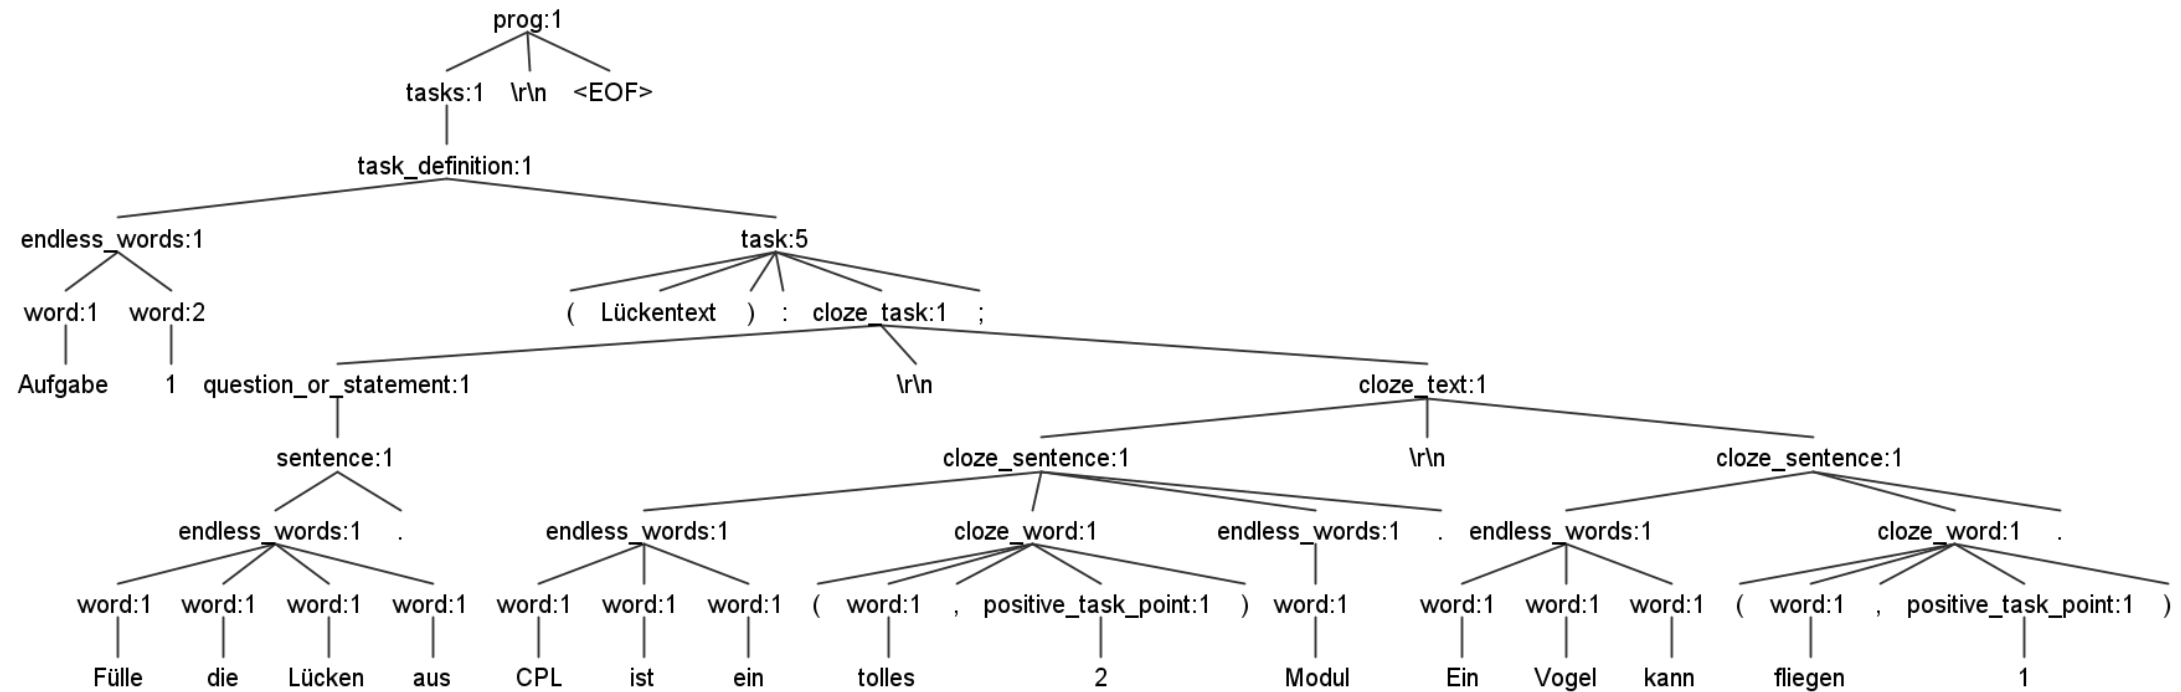 prog:1
tasks:1 \r\n <EOF>
task_definition:1
endless_words:1 task:5
word:1 word:2 ( Lückentext ) : cloze_task:1 ;
Aufgabe 1 question_or_statement:1 \r\n cloze_text:1
sentence:1 cloze_sentence:1 \r\n cloze_sentence:1
endless_words:1 . endless_words:1 cloze_word:1 endless_words:1 . endless_words:1 cloze_word:1 .
word:1 word:1 word:1 word:1 word:1 word:1 word:1 ( word:1 , positive_task_point:1 ) word:1 word:1 word:1 word:1 ( word:1 , positive_task_point:1 )
Fülle die Lücken aus CPL ist ein tolles 2 Modul Ein Vogel kann fliegen 1